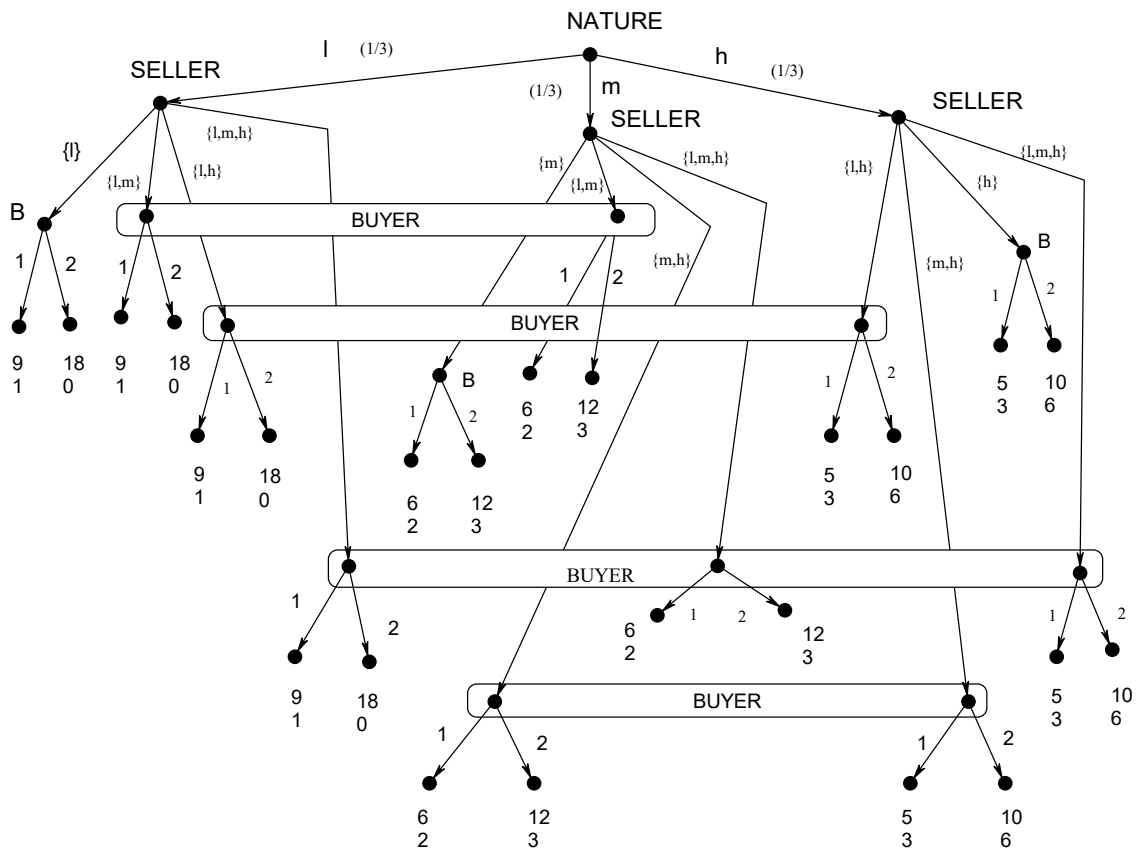 NATURE
l (1/3)
h
(1/3)
SELLER
(1/3) m
SELLER
SELLER
{l,m,h}
{l}
{m}
{l,m,h}
{l,m,h}
{l,m}
{l,h}
{l,m}
{l,h}
{h}
B
BUYER
B
1 2
1 2
1 2
{m,h}
{m,h}
1 2
BUYER
9 18
1 0
9 18
1 0
1 2
B
6 12
2 3
1 2
5 10
3 6
1 2
9 18
1 0
6 12
2 3
5 10
3 6
BUYER
1 2
1 2
1 2
6 12
2 3
9 18
1 0
5 10
3 6
BUYER
1 2
1 2
6 12
2 3
5 10
3 6